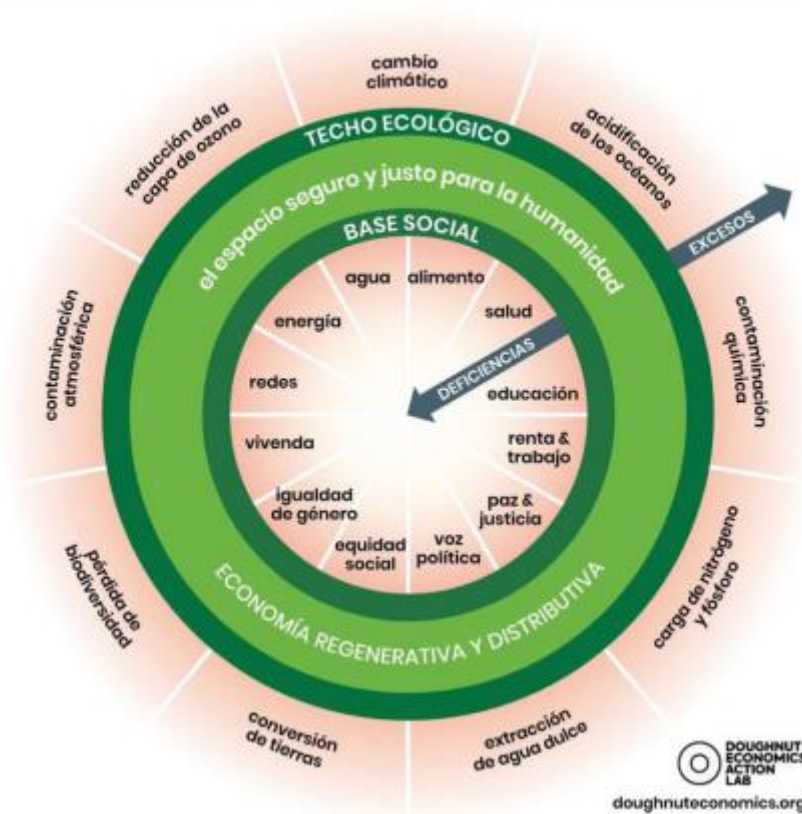 cambio
climático
acidificación
de los océanos
contaminación
química
carga de nitrógeno
y fósforo
extracción
de agua dulce
conversión
de tierras
pérdida de
biodiversidad
contaminación
atmosférica
reducción de la
capa de ozono
EXCESOS
TECHO ECOLÓGICO
el espacio seguro y justo para la humanidad
BASE SOCIAL
agua
alimento
salud
DEFICIENCIAS
educación
renta &
trabajo
paz &
justicia
voz
política
equidad
social
igualdad
de género
vivenda
redes
energía
ECONOMÍA REGENERATIVA Y DISTRIBUTIVA
DOUGHNUT
ECONOMICS
ACTION
LAB
doughnuteconomics.org